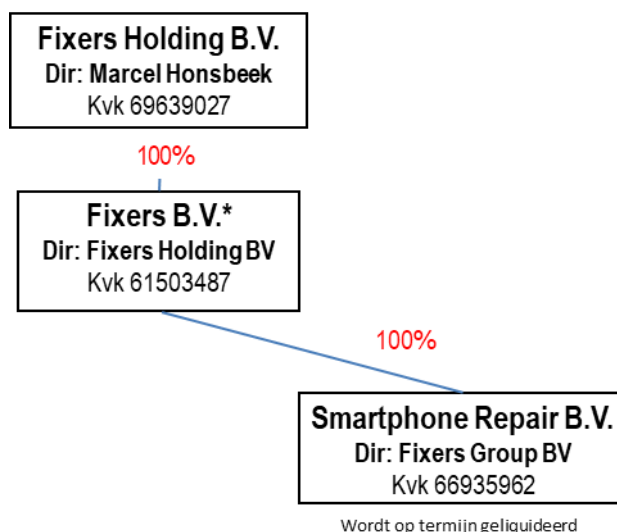 Fixers Holding B.V.
Dir: Marcel Honsbeek
Kvk 69639027
100%
Fixers B.V.*
Dir: Fixers Holding BV
Kvk 61503487
100%
Smartphone Repair B.V.
Dir: Fixers Group BV
Kvk 66935962
Wordt op termijn geliquideerd